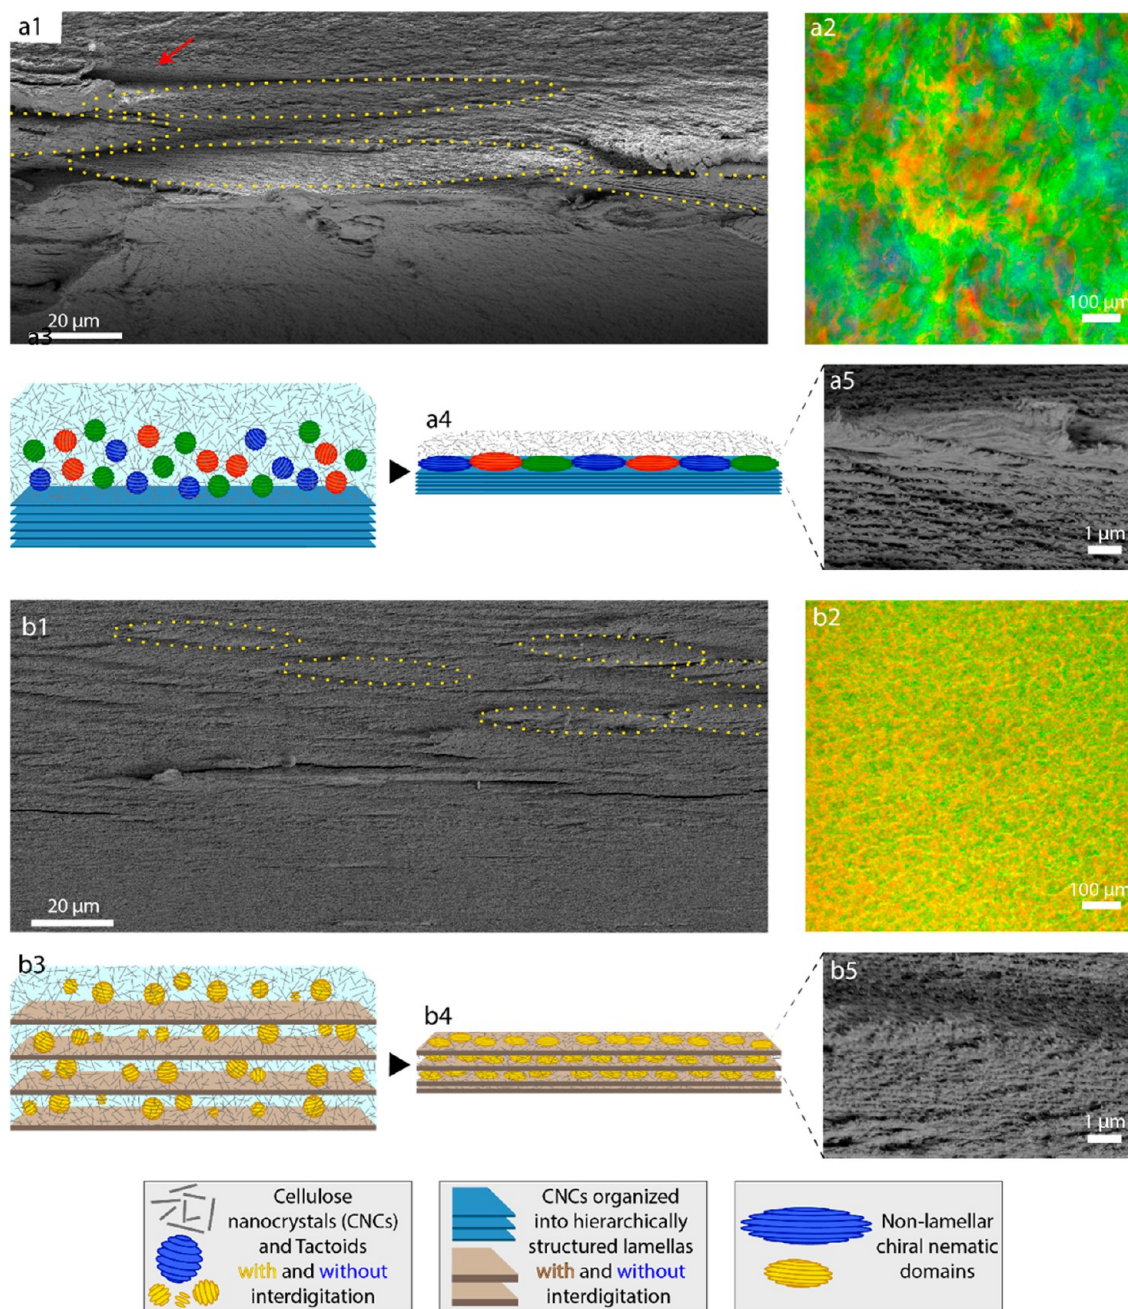 a1
20 µm
a2
100 µm
a3
a4
a5
1 µm
b1
20 µm
b2
100 µm
b3
b4
b5
1 µm
Cellulose
nanocrystals (CNCs)
and Tactoids
with and without
interdigitation
CNCs organized
into hierarchically
structured lamellas
with and without
interdigitation
Non-lamellar
chiral nematic
domains